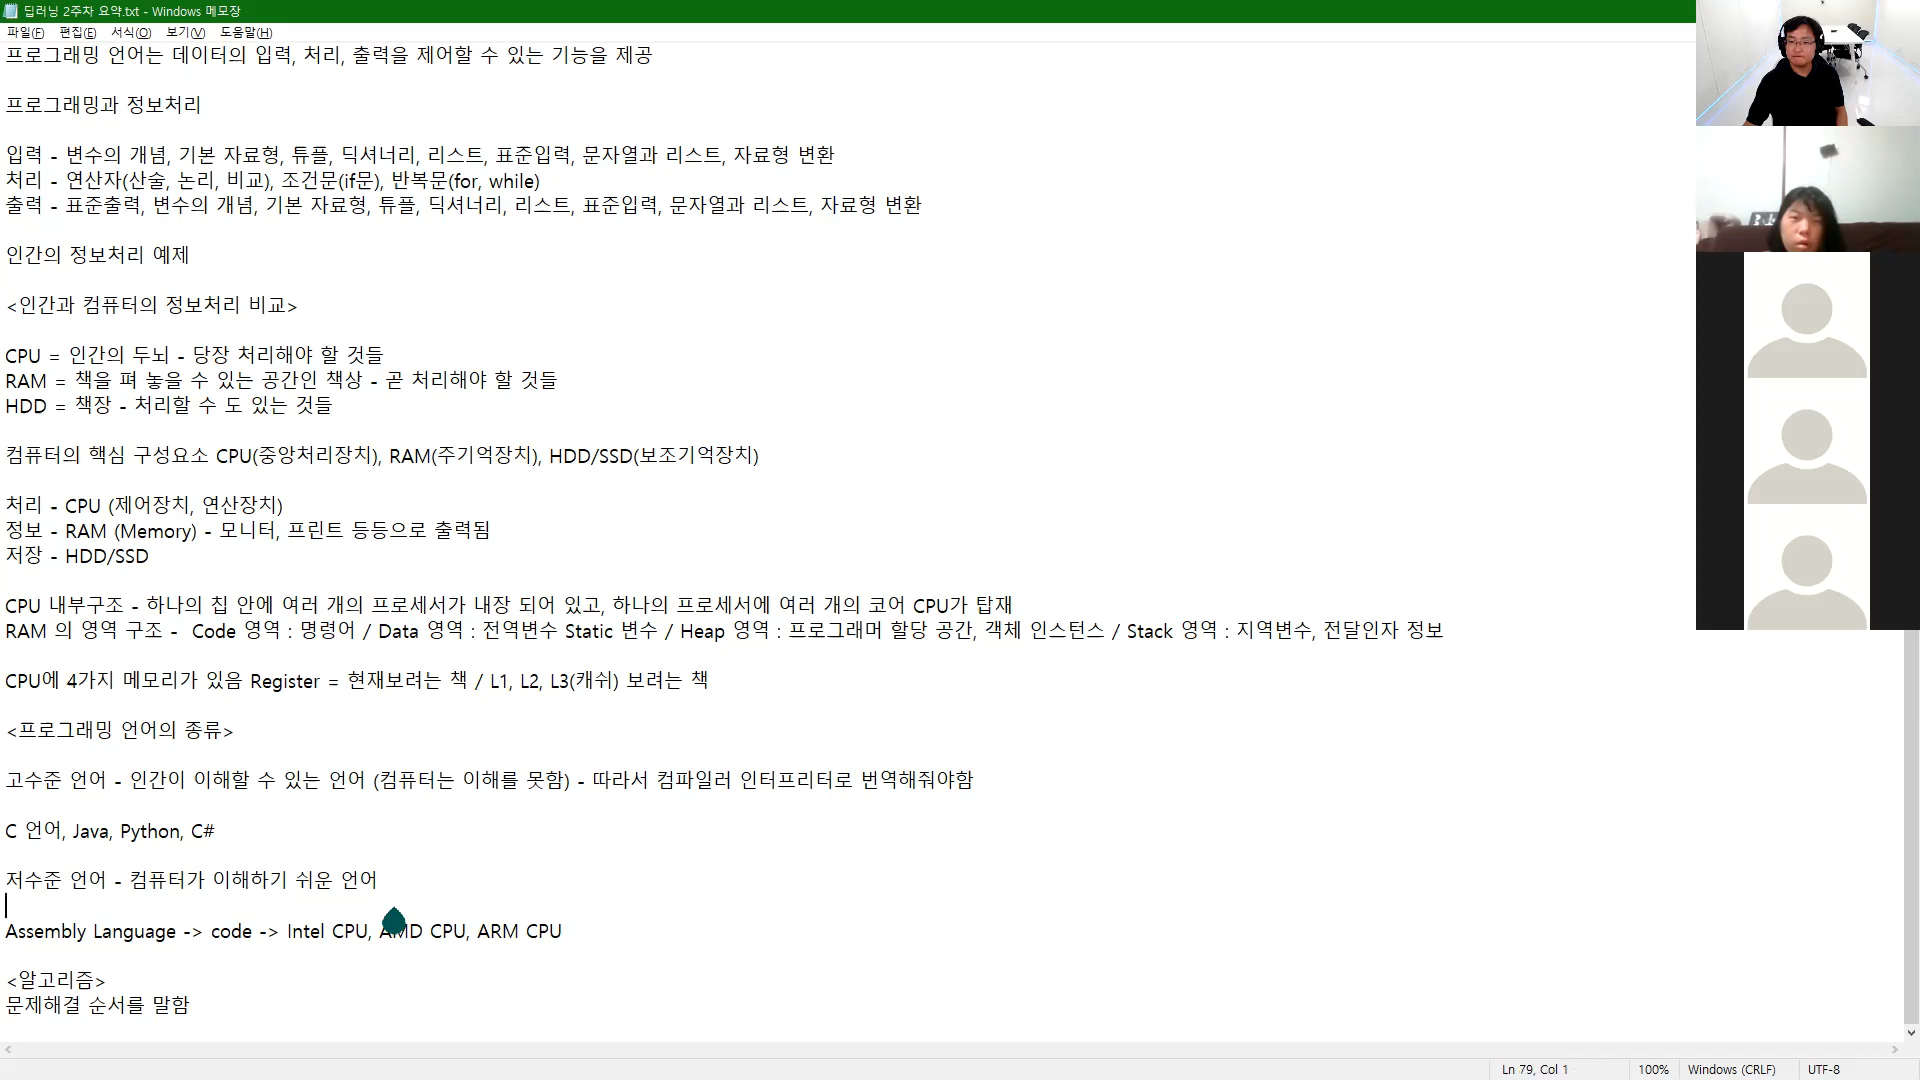 딥러닝 2주차 요약.txt - Windows 메모장
파일(F) 편집(E) 서식(O) 보기(V) 도움말(H)
프로그래밍 언어는 데이터의 입력, 처리, 출력을 제어할 수 있는 기능을 제공
프로그래밍과 정보처리
입력 - 변수의 개념, 기본 자료형, 튜플, 딕셔너리, 리스트, 표준입력, 문자열과 리스트, 자료형 변환
처리 - 연산자(산술, 논리, 비교), 조건문(if문), 반복문(for, while)
출력 - 표준출력, 변수의 개념, 기본 자료형, 튜플, 딕셔너리, 리스트, 표준입력, 문자열과 리스트, 자료형 변환
인간의 정보처리 예제
<인간과 컴퓨터의 정보처리 비교>
CPU = 인간의 두뇌 - 당장 처리해야 할 것들
RAM = 책을 펴 놓을 수 있는 공간인 책상 - 곧 처리해야 할 것들
HDD = 책장 - 처리할 수 도 있는 것들
컴퓨터의 핵심 구성요소 CPU(중앙처리장치), RAM(주기억장치), HDD/SSD(보조기억장치)
처리 - CPU (제어장치, 연산장치)
정보 - RAM (Memory) - 모니터, 프린트 등등으로 출력됨
저장 - HDD/SSD
CPU 내부구조 - 하나의 칩 안에 여러 개의 프로세서가 내장 되어 있고, 하나의 프로세서에 여러 개의 코어 CPU가 탑재
RAM 의 영역 구조 -  Code 영역 : 명령어 / Data 영역 : 전역변수 Static 변수 / Heap 영역 : 프로그래머 할당 공간, 객체 인스턴스 / Stack 영역 : 지역변수, 전달인자 정보
CPU에 4가지 메모리가 있음 Register = 현재보려는 책 / L1, L2, L3(캐쉬) 보려는 책
<프로그래밍 언어의 종류>
고수준 언어 - 인간이 이해할 수 있는 언어 (컴퓨터는 이해를 못함) - 따라서 컴파일러 인터프리터로 번역해줘야함
C 언어, Java, Python, C#
저수준 언어 - 컴퓨터가 이해하기 쉬운 언어
Assembly Language -> code -> Intel CPU, AMD CPU, ARM CPU
<알고리즘>
문제해결 순서를 말함
Ln 79, Col 1 100% Windows (CRLF) UTF-8